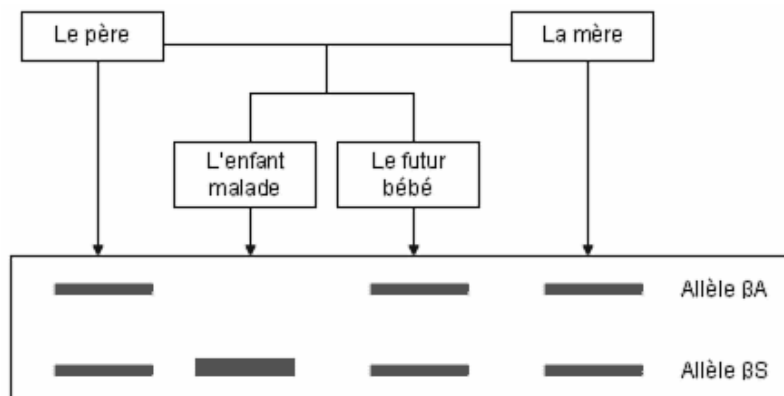 Le père
La mère
L'enfant
malade
Le futur
bébé
Allèle βA
Allèle βS